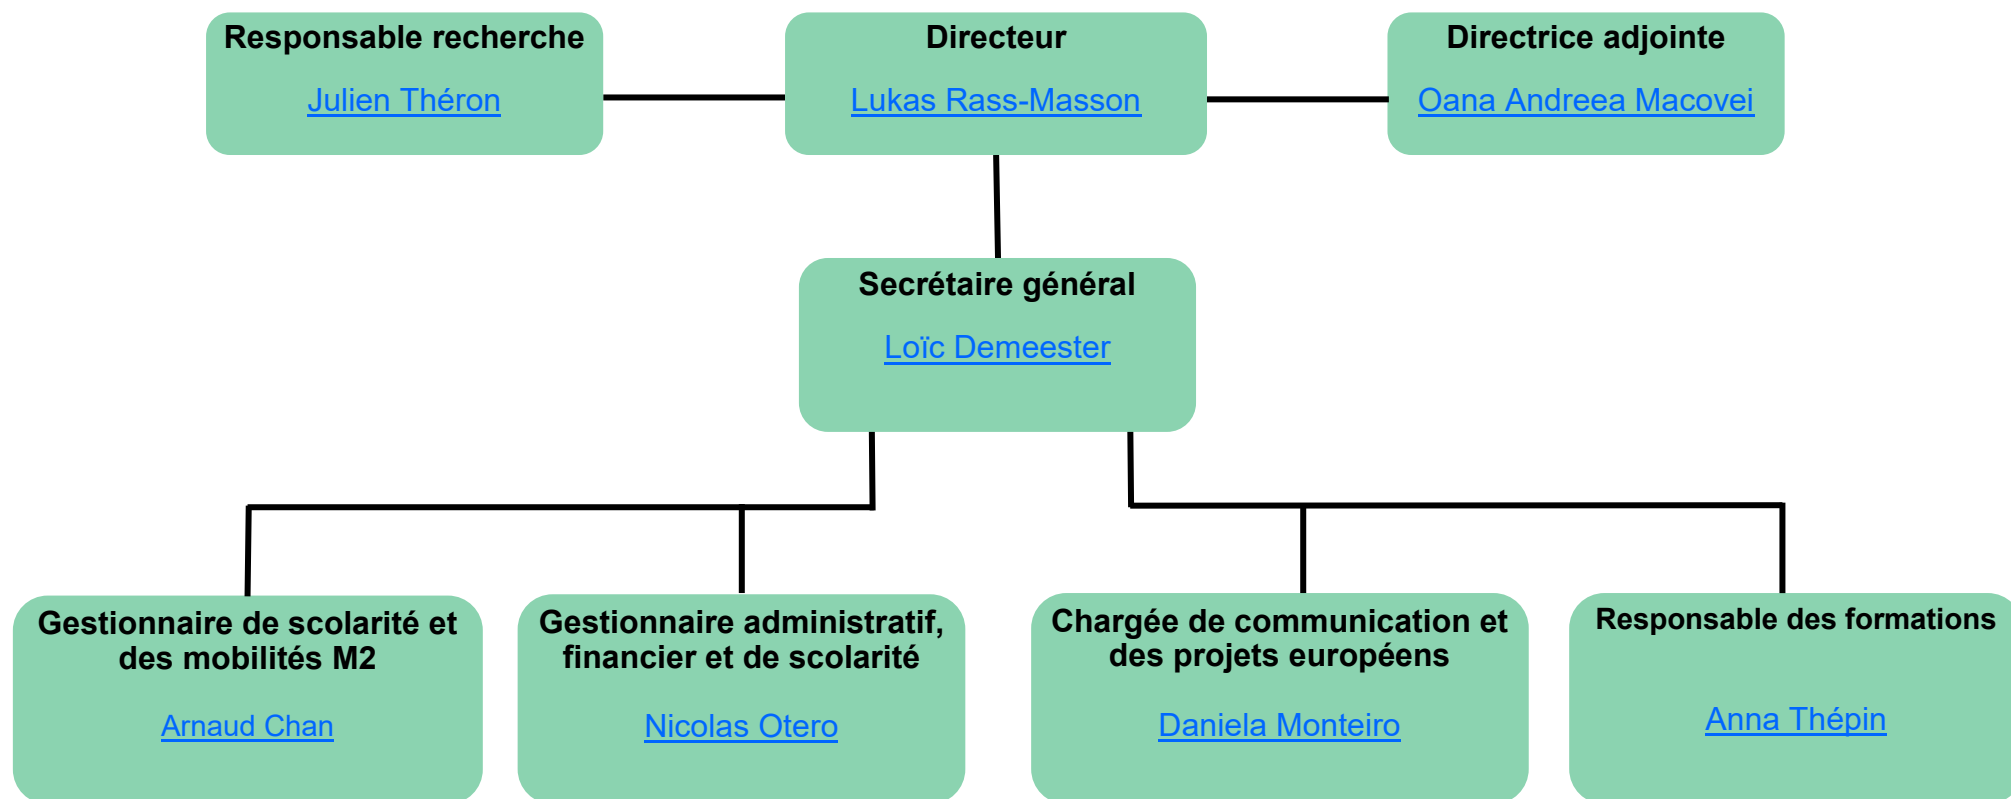 Responsable recherche
Julien Théron
Directeur
Lukas Rass-Masson
Directrice adjointe
Oana Andreea Macovei
Secrétaire général
Loïc Demeester
Gestionnaire de scolarité et
des mobilités M2
Arnaud Chan
Gestionnaire administratif,
financier et de scolarité
Nicolas Otero
Chargée de communication et
des projets européens
Daniela Monteiro
Responsable des formations
Anna Thépin